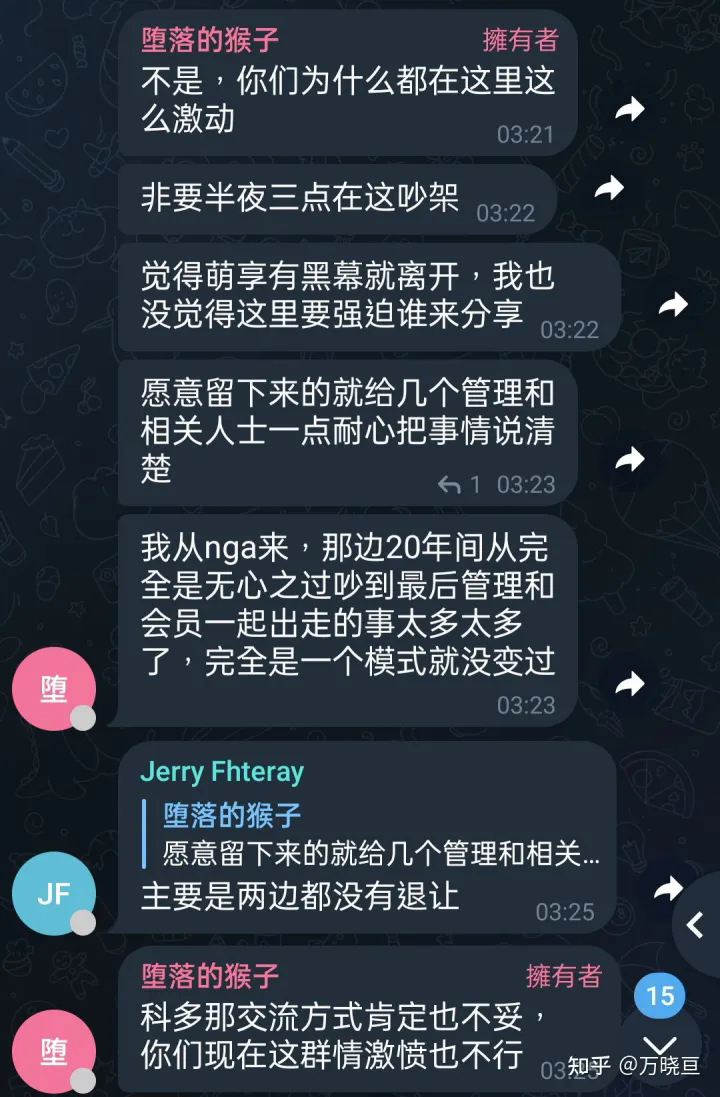 堕落的猴子 擁有者
不是，你们为什么都在这里这
么激动 03:21
非要半夜三点在这吵架 03:22
觉得萌享有黑幕就离开，我也
没觉得这里要强迫谁来分享 03:22
愿意留下来的就给几个管理和
相关人士一点耐心把事情说清
楚 1 03:23
我从nga来，那边20年间从完
全是无心之过吵到最后管理和
会员一起出走的事太多太多
了，完全是一个模式就没变过
堕
03:23
Jerry Fhteray
堕落的猴子
愿意留下来的就给几个管理和相关...
JF
主要是两边都没有退让 03:25
堕落的猴子 擁有者
科多那交流方式肯定也不妥，
15
堕
你们现在这群情激愤也不行 03:25
知乎 @万晓亘